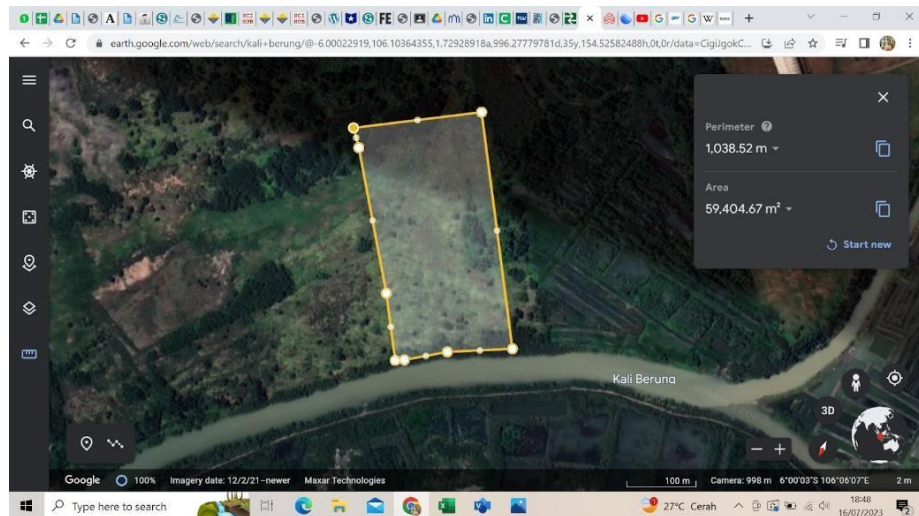 earth.google.com/web/search/kali+berung/@-6.00022919,106.10364355,1.72928918a,996.27779781d,35y,154.52582488h,0t,0r/data=CigiJgokC...
Perimeter
1,038.52 m
Area
59,404.67 m²
Start new
Kali Berung
3D
Google 100% Imagery date: 12/2/21-newer Maxar Technologies 100 m Camera: 998 m 6°00'03"S 106°06'07"E 2 m
Type here to search 27°C Cerah 18:48
16/07/2023